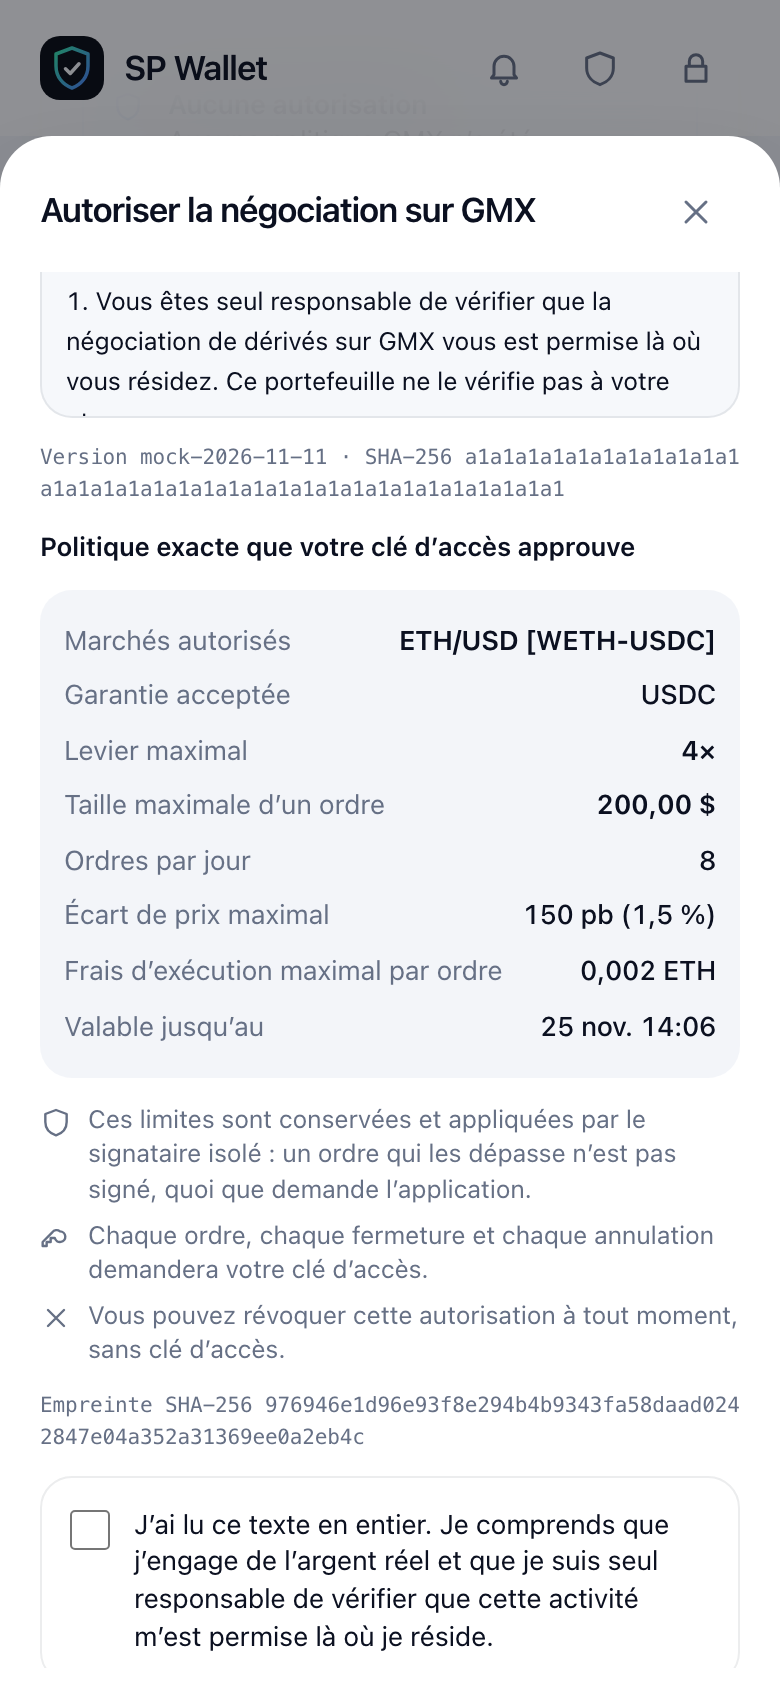 SP Wallet
Aucune autorisation
Autoriser la négociation sur GMX
1. Vous êtes seul responsable de vérifier que la
négociation de dérivés sur GMX vous est permise là où
vous résidez. Ce portefeuille ne le vérifie pas à votre
Version mock-2026-11-11 · SHA-256 a1a1a1a1a1a1a1a1a1a1a1
a1a1a1a1a1a1a1a1a1a1a1a1a1a1a1a1a1a1a1a1a1
Politique exacte que votre clé d’accès approuve
Marchés autorisés ETH/USD [WETH-USDC]
Garantie acceptée USDC
Levier maximal 4×
Taille maximale d’un ordre 200,00 $
Ordres par jour 8
Écart de prix maximal 150 pb (1,5 %)
Frais d’exécution maximal par ordre 0,002 ETH
Valable jusqu’au 25 nov. 14:06
Ces limites sont conservées et appliquées par le
signataire isolé : un ordre qui les dépasse n’est pas
signé, quoi que demande l’application.
Chaque ordre, chaque fermeture et chaque annulation
demandera votre clé d’accès.
Vous pouvez révoquer cette autorisation à tout moment,
sans clé d’accès.
Empreinte SHA-256 976946e1d96e93f8e294b4b9343fa58daad024
2847e04a352a31369ee0a2eb4c
J’ai lu ce texte en entier. Je comprends que
j’engage de l’argent réel et que je suis seul
responsable de vérifier que cette activité
m’est permise là où je réside.